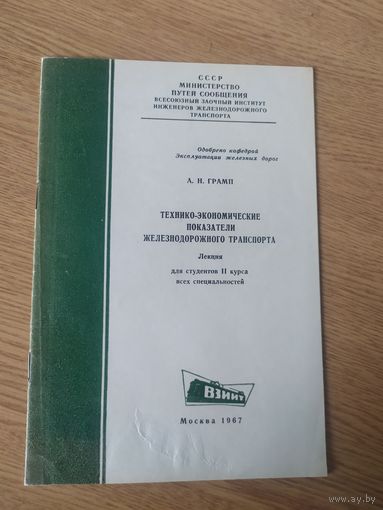 СССР
МИНИСТЕРСТВО
ПУТЕЙ СООБЩЕНИЯ
ВСЕСОЮЗНЫЙ ЗАОЧНЫЙ ИНСТИТУТ
ИНЖЕНЕРОВ ЖЕЛЕЗНОДОРОЖНОГО
ТРАНСПОРТА
Одобрено кафедрой
Эксплуатации железных дорог
А. Н. ГРАМП
ТЕХНИКО-ЭКОНОМИЧЕСКИЕ
ПОКАЗАТЕЛИ
ЖЕЛЕЗНОДОРОЖНОГО ТРАНСПОРТА
Лекция
для студентов II курса
всех специальностей
ВЗИИТ
Москва 1967
av.by